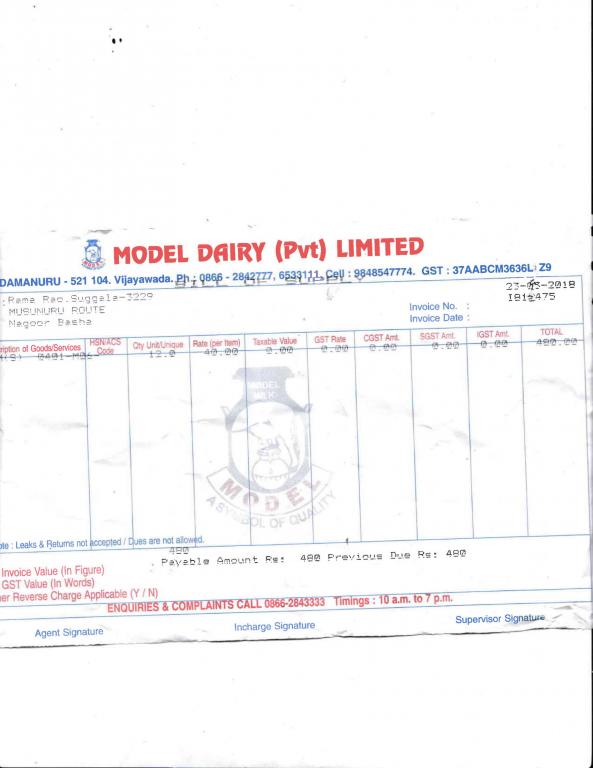 MODEL DAIRY (Pvt) LIMITED
DAMANURU - 521 104. Vijayawada. Ph : 0866 - 2842777, 6533111, Cell : 9848547774. GST : 37AABCM3636L1Z9
BILL OF SUPPLY
: Rama Rao.Suggala-3229
MUSUNURU ROUTE
Nagoor Basha
23-03-2018
Invoice No. :
Invoice Date :
ription of Goods/Services HSN/ACS Code Qty Unit/Unique Rate (per Item) Taxable Value GST Rate CGST Amt. SGST Amt. IGST Amt. TOTAL
0401-M06 12.0 40.00 0.00 0.00 0.00 0.00 0.00 480.00
MODEL
MILK
MODEL
A SYMBOL OF QUALITY
ote : Leaks & Returns not accepted / Dues are not allowed.
480
Payable Amount Rs: 480 Previous Due Rs: 480
Invoice Value (In Figure)
GST Value (In Words)
er Reverse Charge Applicable (Y / N)
ENQUIRIES & COMPLAINTS CALL 0866-2843333 Timings : 10 a.m. to 7 p.m.
Agent Signature Incharge Signature Supervisor Signature